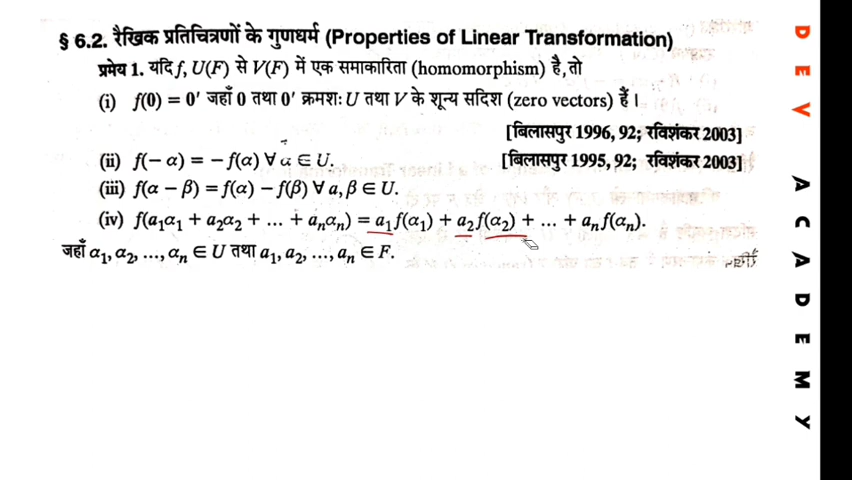 § 6.2. रैखिक प्रतिचित्रणों के गुणधर्म (Properties of Linear Transformation)
प्रमेय 1. यदि f, U(F) से V(F) में एक समाकारिता (homomorphism) है, तो
(i) f(0) = 0′ जहाँ 0 तथा 0′ क्रमशः U तथा V के शून्य सदिश (zero vectors) हैं।
[बिलासपुर 1996, 92; रविशंकर 2003]
(ii) f(− α) = − f(α) ∀ α ∈ U. [बिलासपुर 1995, 92; रविशंकर 2003]
(iii) f(α − β) = f(α) − f(β) ∀ a, β ∈ U.
(iv) f(a₁α₁ + a₂α₂ + ... + aₙαₙ) = a₁f(α₁) + a₂f(α₂) + ... + aₙf(αₙ).
जहाँ α₁, α₂, ..., αₙ ∈ U तथा a₁, a₂, ..., aₙ ∈ F.
DEV ACADEMY